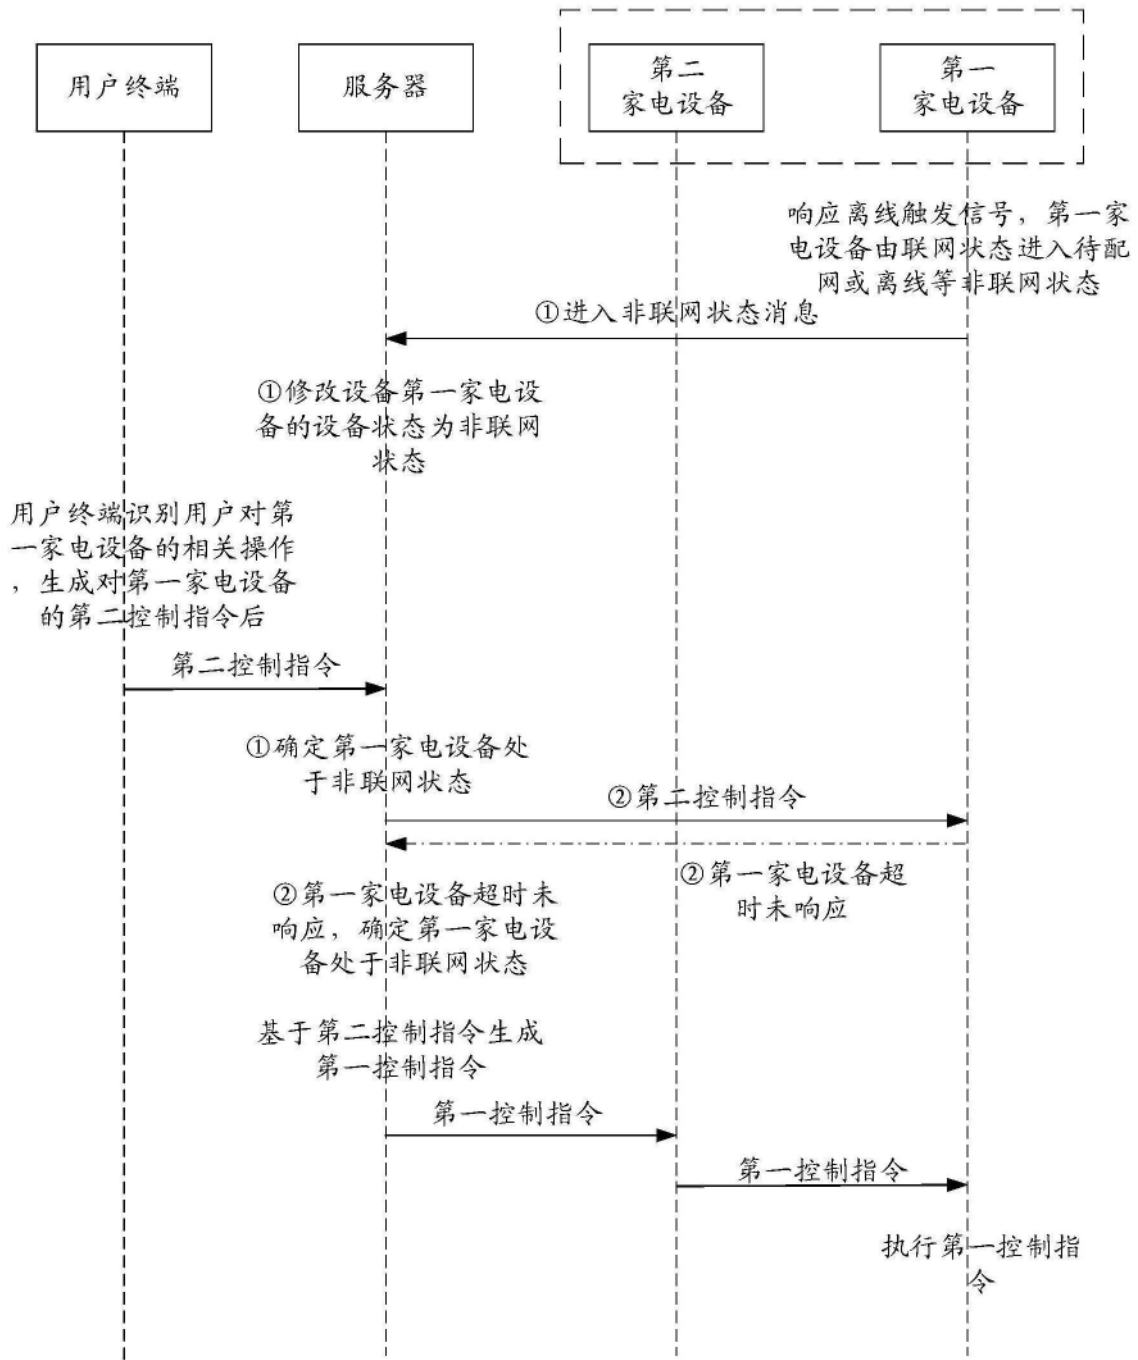 用户终端
服务器
第二
家电设备
第一
家电设备
响应离线触发信号，第一家
电设备由联网状态进入待配
网或离线等非联网状态
①进入非联网状态消息
①修改设备第一家电设
备的设备状态为非联网
状态
用户终端识别用户对第
一家电设备的相关操作
，生成对第一家电设备
的第二控制指令后
第二控制指令
①确定第一家电设备处
于非联网状态
②第二控制指令
②第一家电设备超
时未响应
②第一家电设备超时未
响应，确定第一家电设
备处于非联网状态
基于第二控制指令生成
第一控制指令
第一控制指令
第一控制指令
执行第一控制指
令